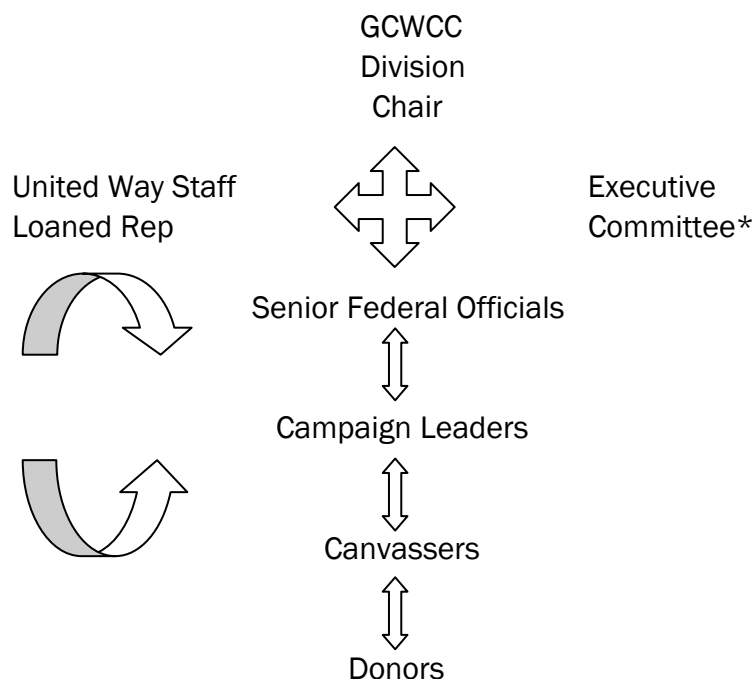 GCWCC
Division
Chair
United Way Staff
Loaned Rep
Executive
Committee*
Senior Federal Officials
Campaign Leaders
Canvassers
Donors